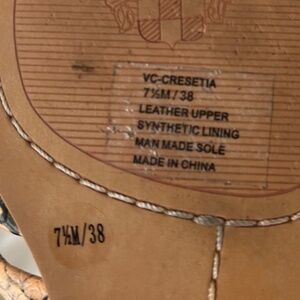 VC-CRESETIA
7½M / 38
LEATHER UPPER
SYNTHETIC LINING
MAN MADE SOLE
MADE IN CHINA
7½M/38